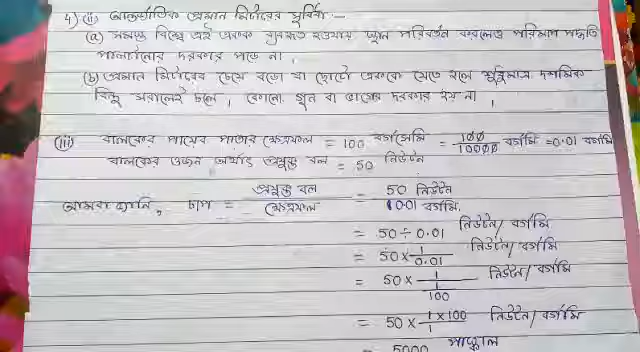 4) (ii) আন্তর্জাতিক প্রমান মিটারের সুবিধা :-
(a) সমস্ত বিশ্বে এই একক ব্যবহৃত হওয়ায় স্থান পরিবর্তন করলেও পরিমাপ পদ্ধতি
পাল্টানোর দরকার পড়ে না।
(b) প্রমান মিটারের চেয়ে বড়ো বা ছোটো এককে যেতে হলে শুধুমাত্র দশমিক
বিন্দু সরালেই চলে। কোনো গুন বা ভাগের দরকার হয় না।
(iii) বালকের পায়ের পাতার ক্ষেত্রফল = 100 বর্গসেমি = 100/10000 বর্গমি = 0.01 বর্গমি
বালকের ওজন অর্থাৎ প্রযুক্ত বল = 50 নিউটন
আমরা জানি, চাপ = প্রযুক্ত বল/ক্ষেত্রফল = 50 নিউটন/0.01 বর্গমি.
= 50 ÷ 0.01 নিউটন/বর্গমি
= 50 × 1/0.01 নিউটন/বর্গমি
= 50 × 1/1/100 নিউটন/বর্গমি
= 50 × 1 × 100/1 নিউটন/বর্গমি
= 5000 পাস্কাল